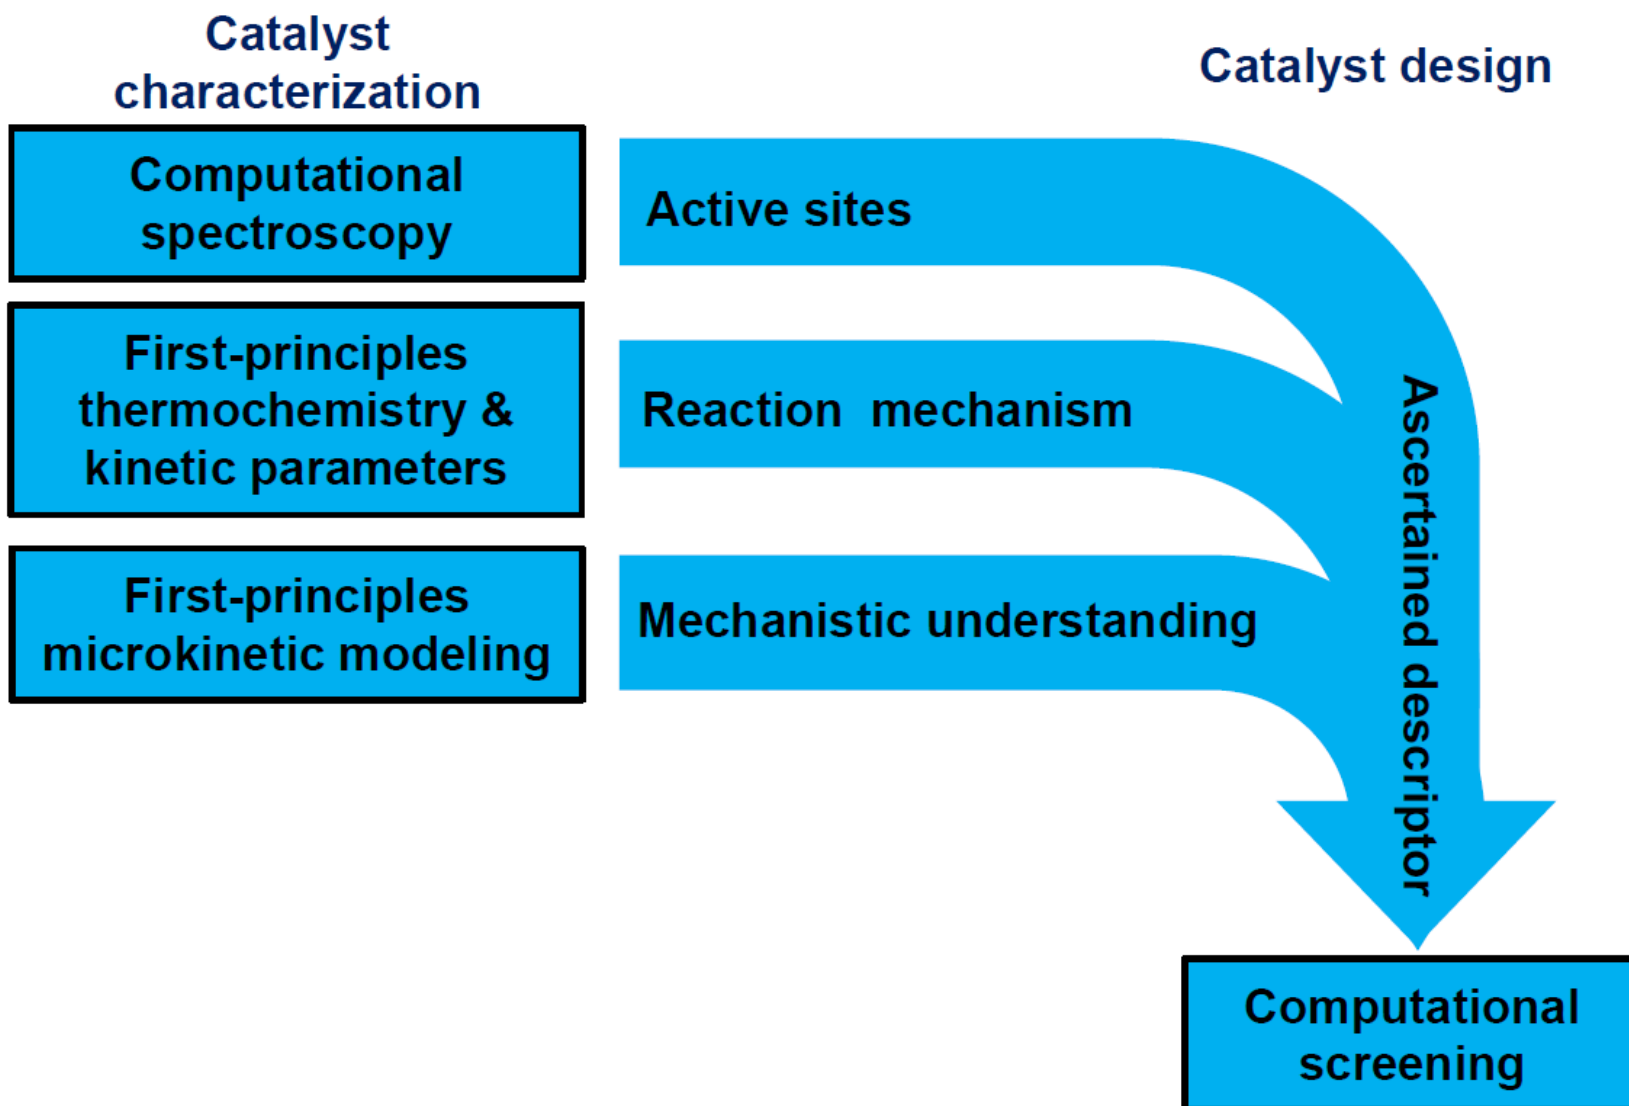 Catalyst
characterization
Catalyst design
Computational
spectroscopy
Active sites
First-principles
thermochemistry &
kinetic parameters
Reaction mechanism
First-principles
microkinetic modeling
Mechanistic understanding
Ascertained descriptor
Computational
screening